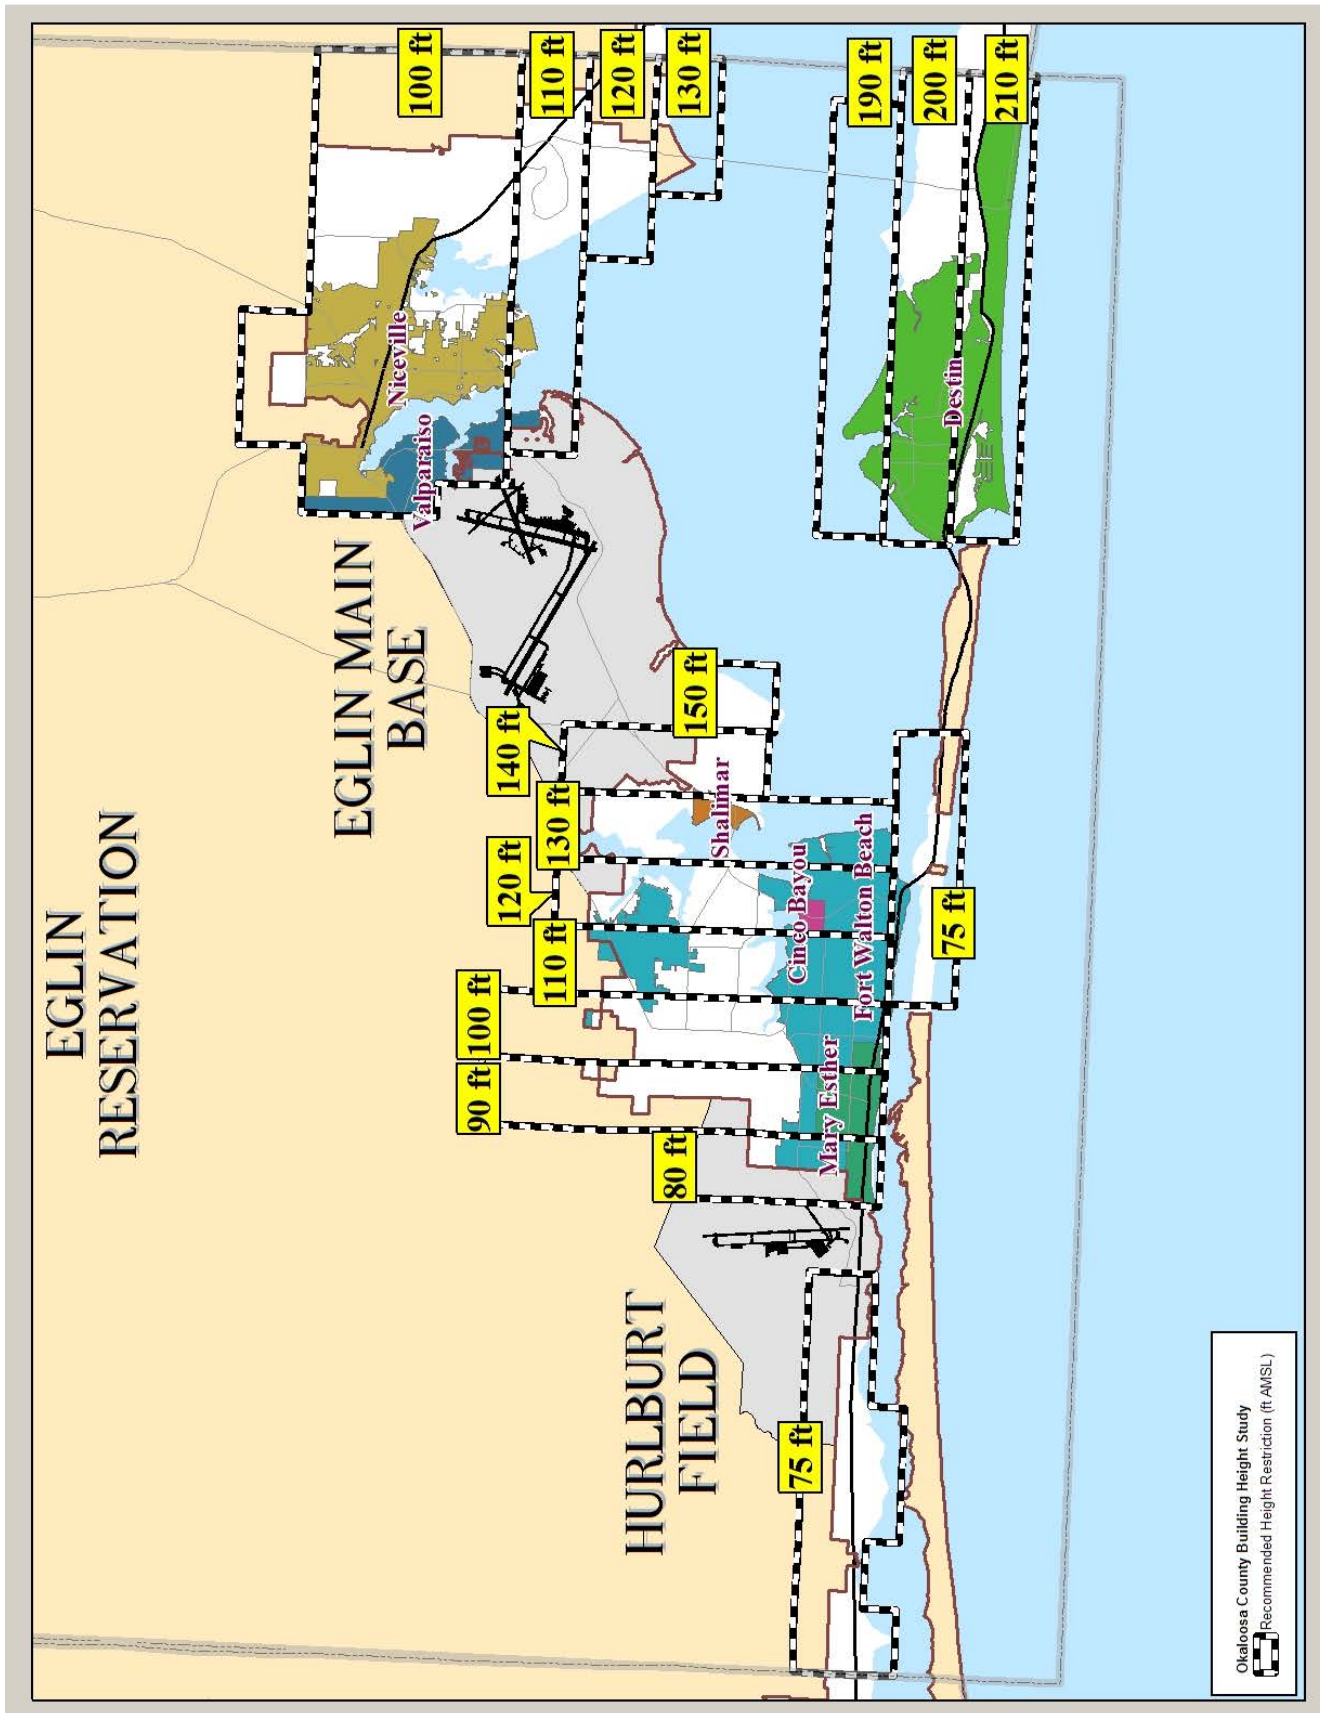 EGLIN
RESERVATION
EGLIN MAIN
BASE
HURLBURT
FIELD
100 ft
110 ft
120 ft
130 ft
190 ft
200 ft
210 ft
Niceville
Valparaiso
Destin
150 ft
140 ft
130 ft
120 ft
110 ft
100 ft
90 ft
80 ft
75 ft
75 ft
Shalimar
Cinco Bayou
Fort Walton Beach
Mary Esther
Okaloosa County Building Height Study
Recommended Height Restriction (ft AMSL)